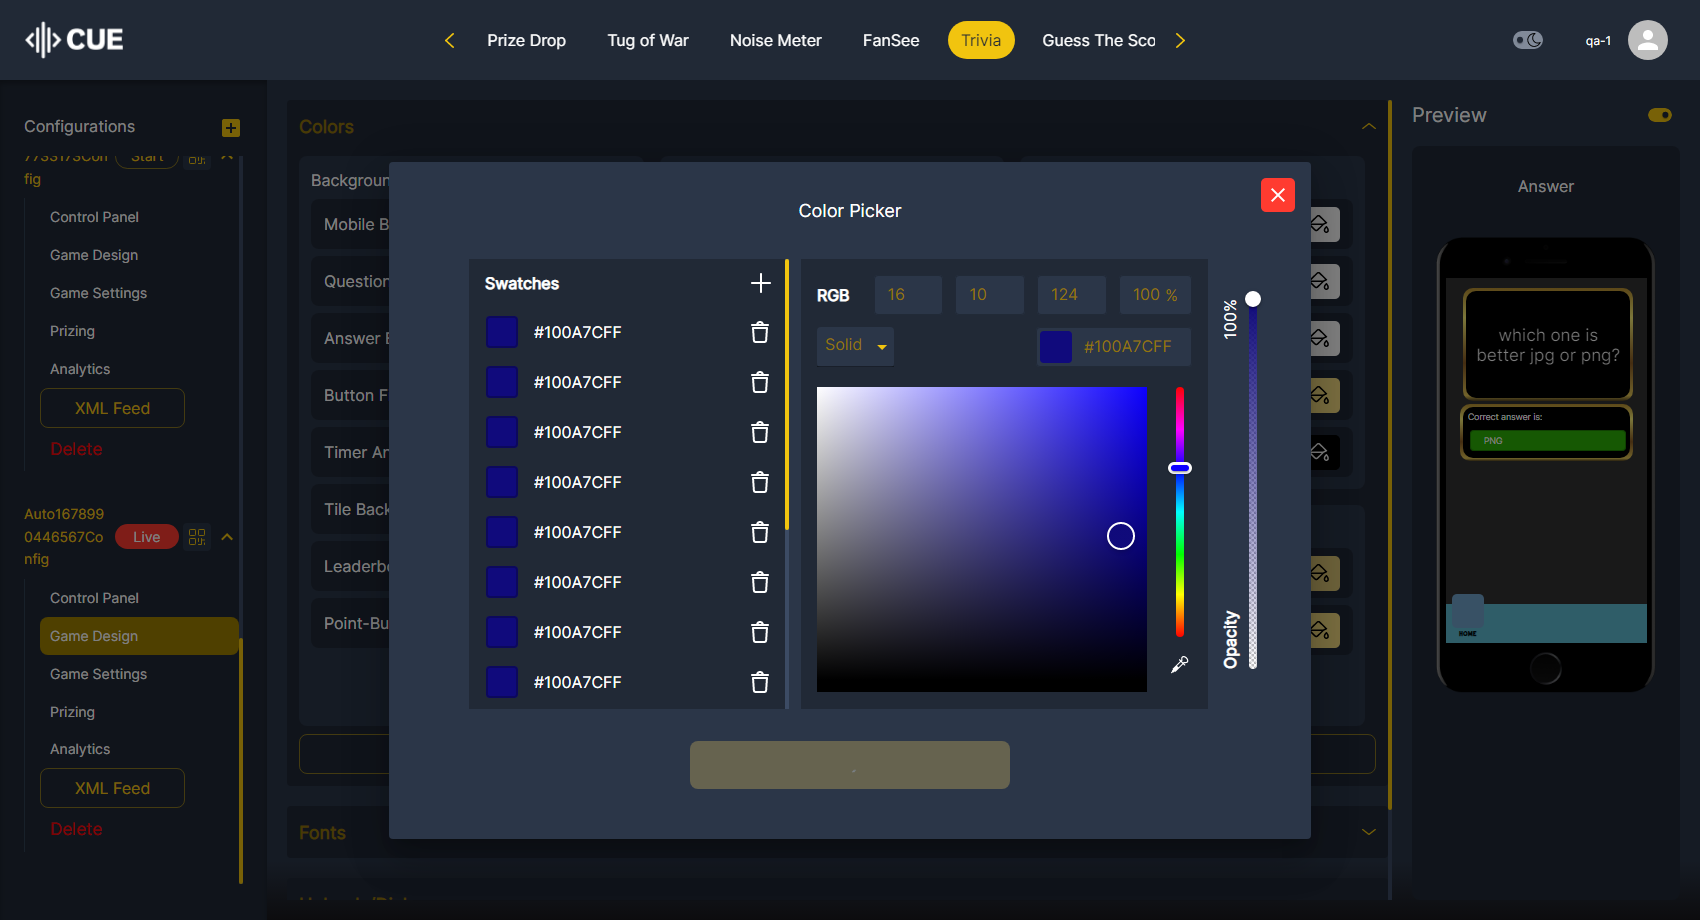 CUE
Prize Drop
Tug of War
Noise Meter
FanSee
Trivia
Guess The Sco
qa-1
Configurations
Start
fig
Control Panel
Game Design
Game Settings
Prizing
Analytics
XML Feed
Delete
Auto167899
0446567Co
nfig
Live
Control Panel
Game Design
Game Settings
Prizing
Analytics
XML Feed
Delete
Colors
Backgroun
Mobile B
Question
Answer B
Button F
Timer An
Tile Back
Leaderbo
Point-Bu
Fonts
Color Picker
Swatches
#100A7CFF
#100A7CFF
#100A7CFF
#100A7CFF
#100A7CFF
#100A7CFF
#100A7CFF
#100A7CFF
RGB
16
10
124
100 %
Solid
#100A7CFF
100%
Opacity
Preview
Answer
which one is
better jpg or png?
Correct answer is:
PNG
HOME